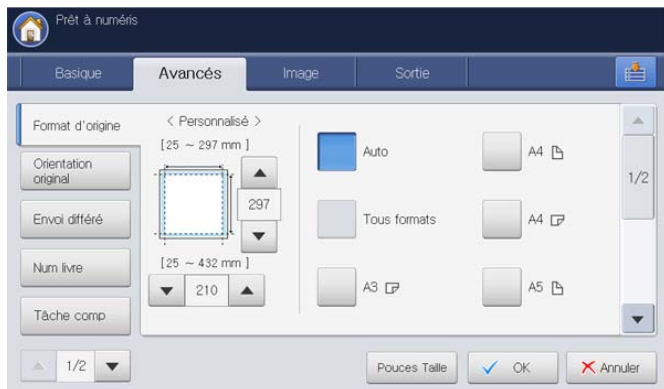 Prêt à numéris
Basique
Avancés
Image
Sortie
Format d'origine
Orientation
original
Envoi différé
Num livre
Tâche comp
1/2
< Personnalisé >
[25 ~ 297 mm ]
297
[25 ~ 432 mm ]
210
Auto
Tous formats
A3
A4
A4
A5
1/2
Pouces Taille
OK
Annuler